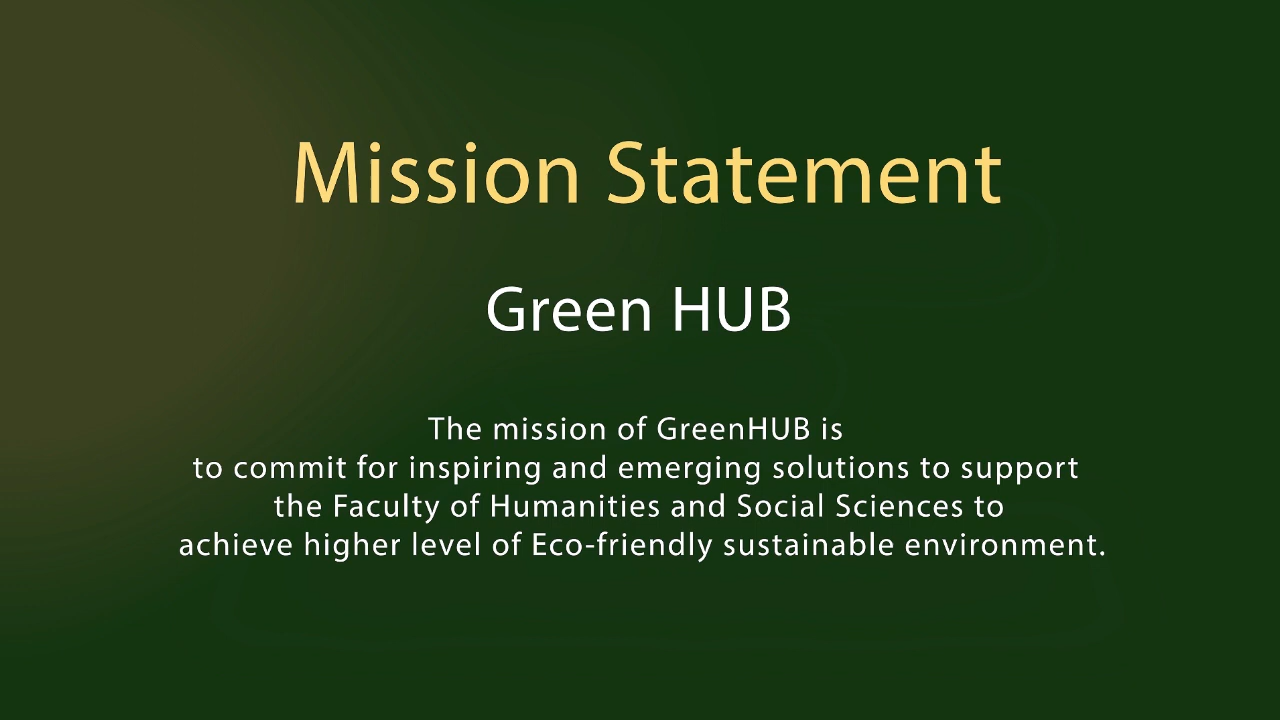 Mission Statement
Green HUB
The mission of GreenHUB is
to commit for inspiring and emerging solutions to support
the Faculty of Humanities and Social Sciences to
achieve higher level of Eco-friendly sustainable environment.